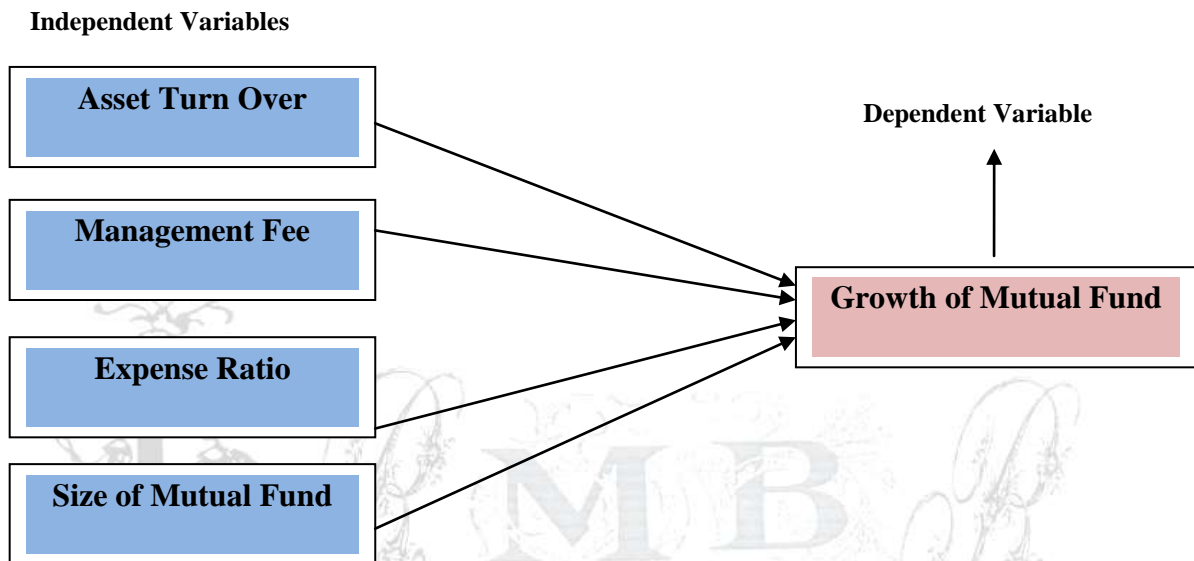 Independent Variables
Asset Turn Over
Dependent Variable
Management Fee
Growth of Mutual Fund
Expense Ratio
Size of Mutual Fund
M B